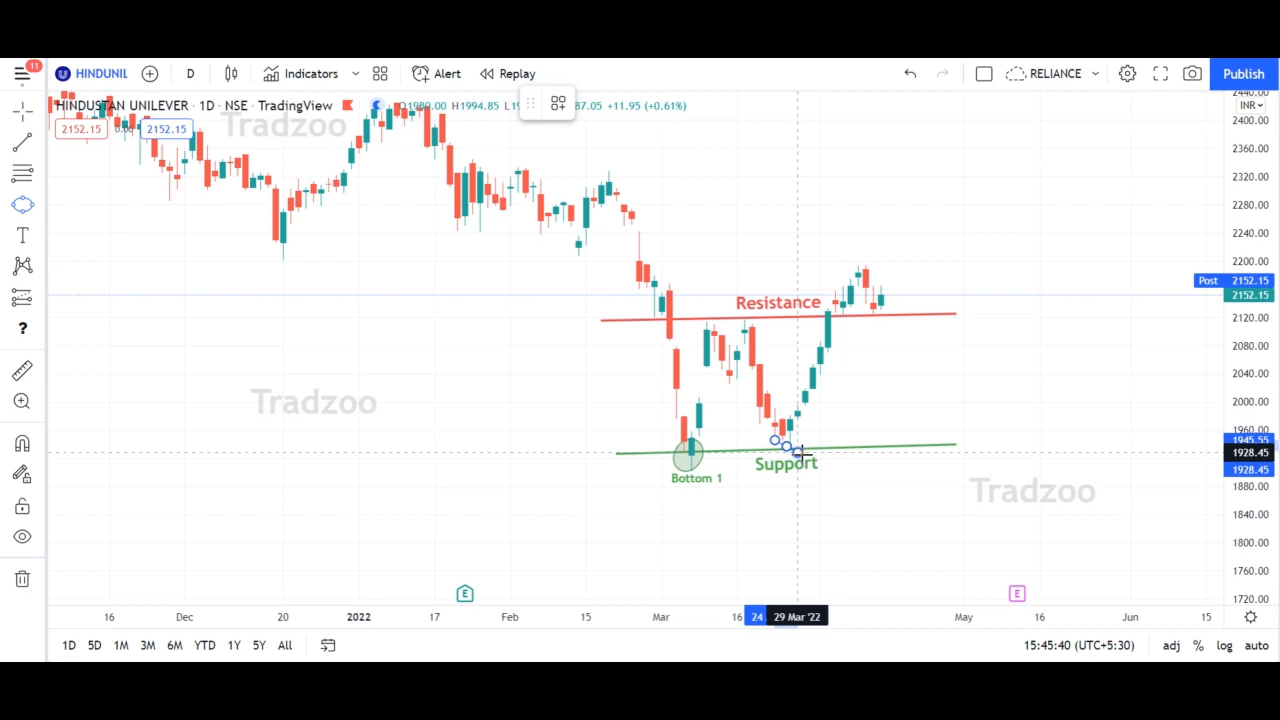 11
HINDUNIL
D
Indicators
Alert
Replay
RELIANCE
Publish
HINDUSTAN UNILEVER · 1D · NSE · TradingView
H1994.85
87.05 +11.95 (+0.61%)
INR
2152.15
2152.15
Tradzoo
2400.00
2360.00
2320.00
2280.00
2240.00
2200.00
Post 2152.15
2152.15
Resistance
2120.00
2080.00
2040.00
Tradzoo
2000.00
1960.00
1945.55
1928.45
Support
1928.45
Bottom 1
1880.00
Tradzoo
1840.00
1800.00
1760.00
E
E
1720.00
16
Dec
20
2022
17
Feb
15
Mar
16
24
29 Mar '22
May
16
Jun
15
1D 5D 1M 3M 6M YTD 1Y 5Y All
15:45:40 (UTC+5:30)
adj % log auto